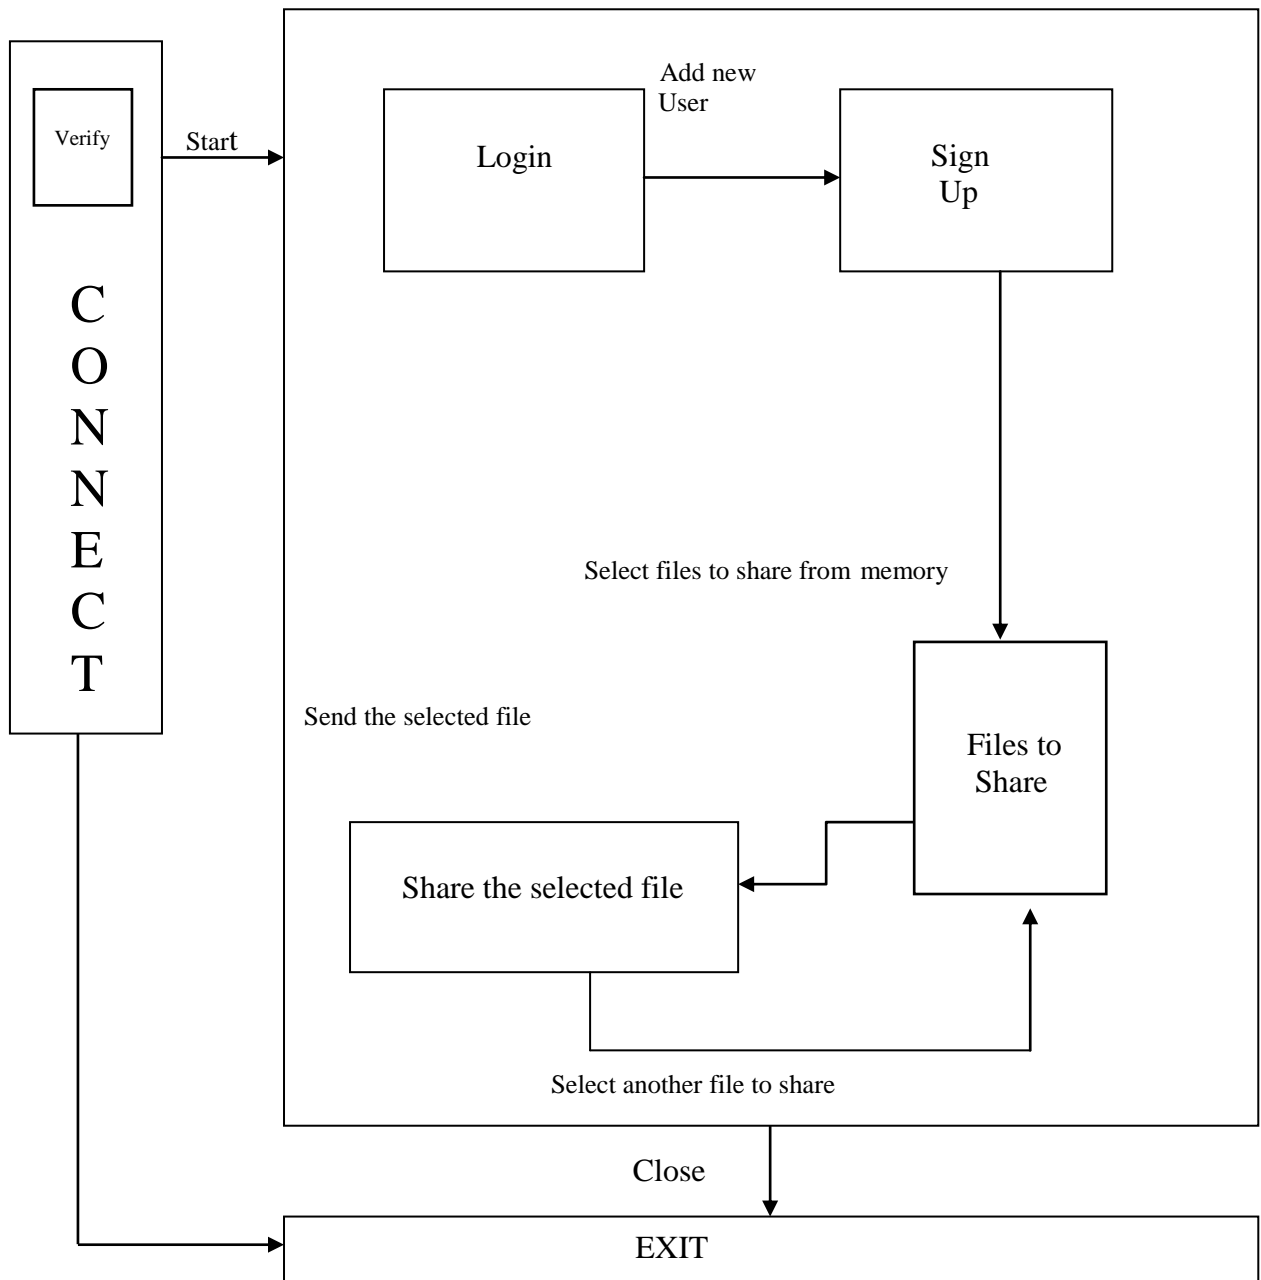 Verify
Start
C
O
N
N
E
C
T
Login
Add new
User
Sign
Up
Select files to share from memory
Send the selected file
Files to
Share
Share the selected file
Select another file to share
Close
EXIT